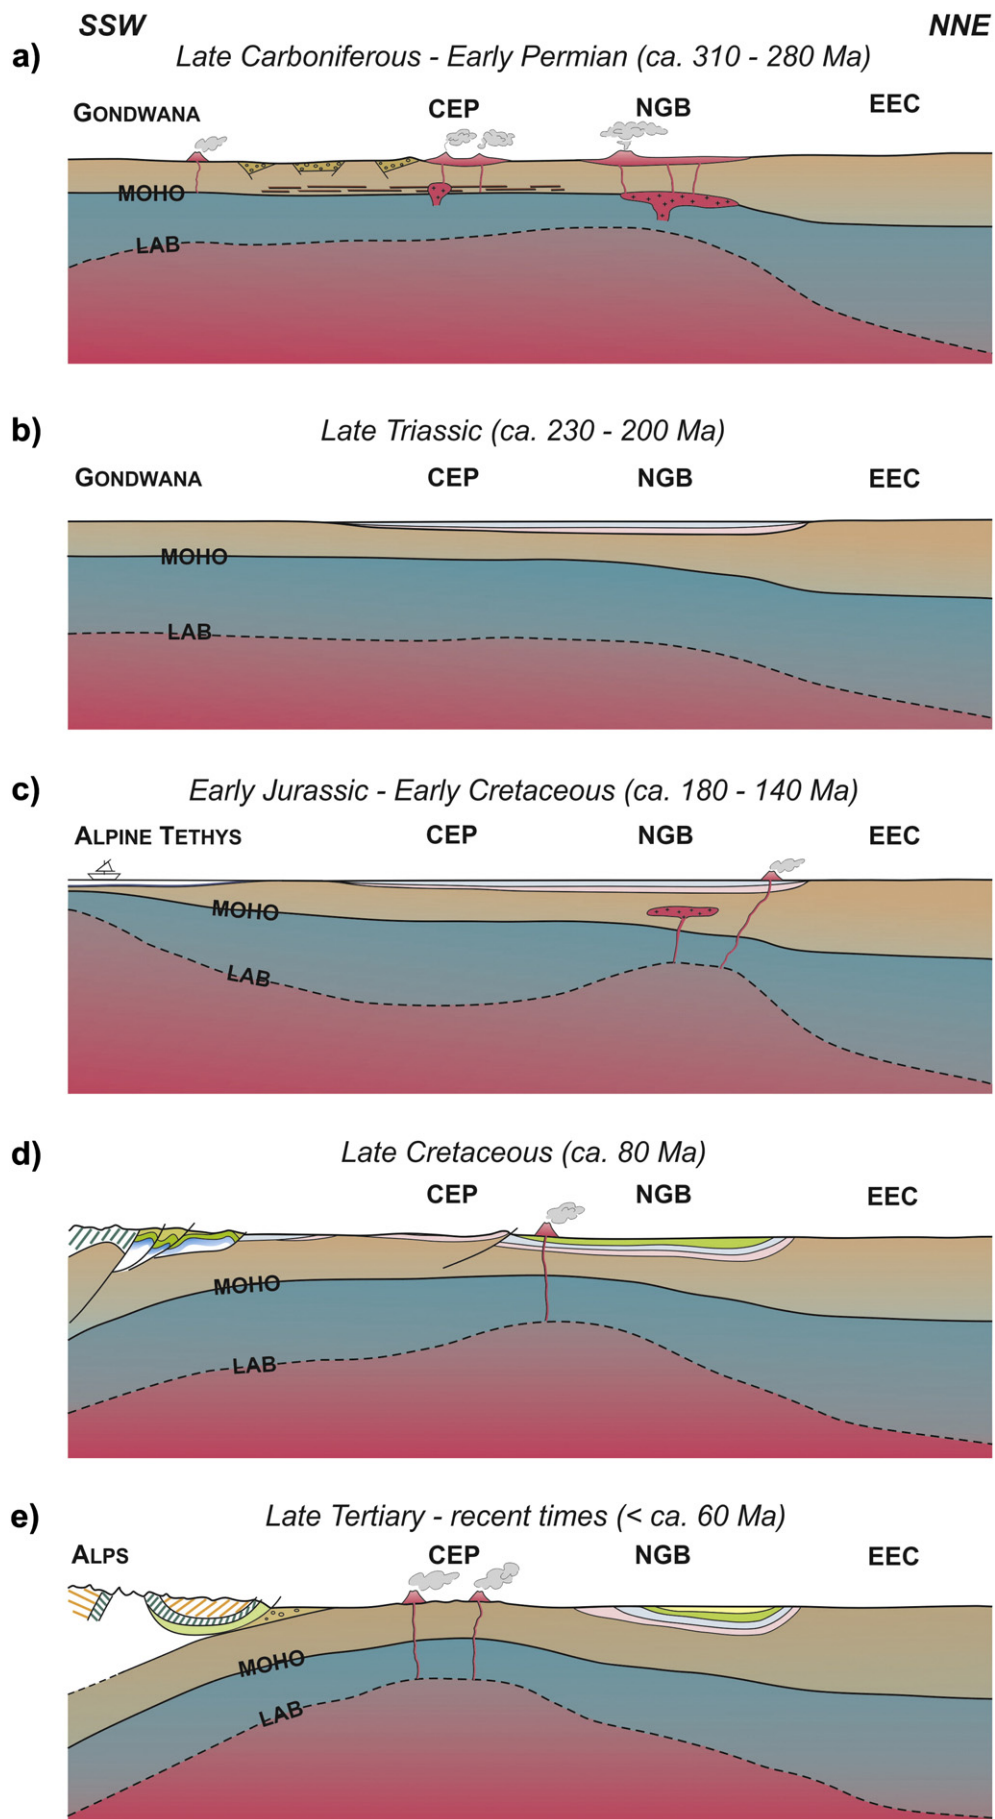 SSW NNE
a) Late Carboniferous - Early Permian (ca. 310 - 280 Ma)
GONDWANA CEP NGB EEC
MOHO
LAB
b) Late Triassic (ca. 230 - 200 Ma)
GONDWANA CEP NGB EEC
MOHO
LAB
c) Early Jurassic - Early Cretaceous (ca. 180 - 140 Ma)
ALPINE TETHYS CEP NGB EEC
MOHO
LAB
d) Late Cretaceous (ca. 80 Ma)
CEP NGB EEC
MOHO
LAB
e) Late Tertiary - recent times (< ca. 60 Ma)
ALPS CEP NGB EEC
MOHO
LAB